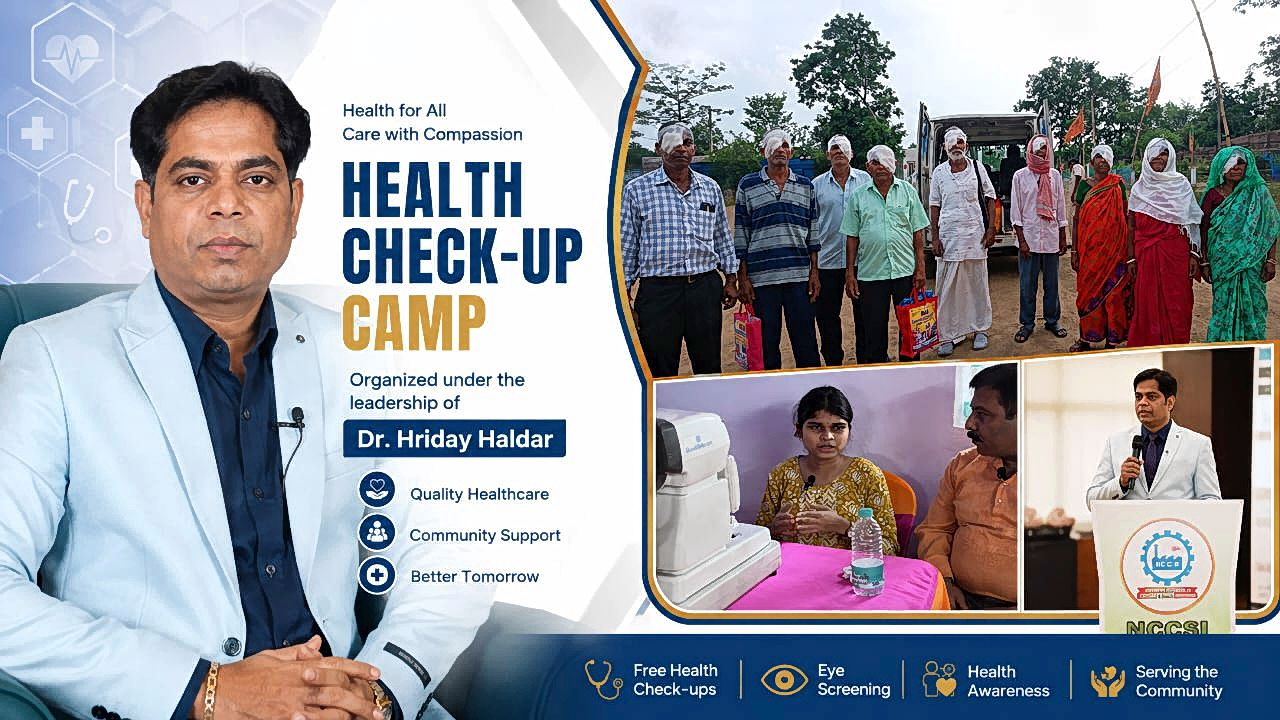 Health for All
Care with Compassion
HEALTH
CHECK-UP
CAMP
Organized under the
leadership of
Dr. Hriday Haldar
Quality Healthcare
Community Support
Better Tomorrow
NCCSI
Free Health
Check-ups
Eye
Screening
Health
Awareness
Serving the
Community